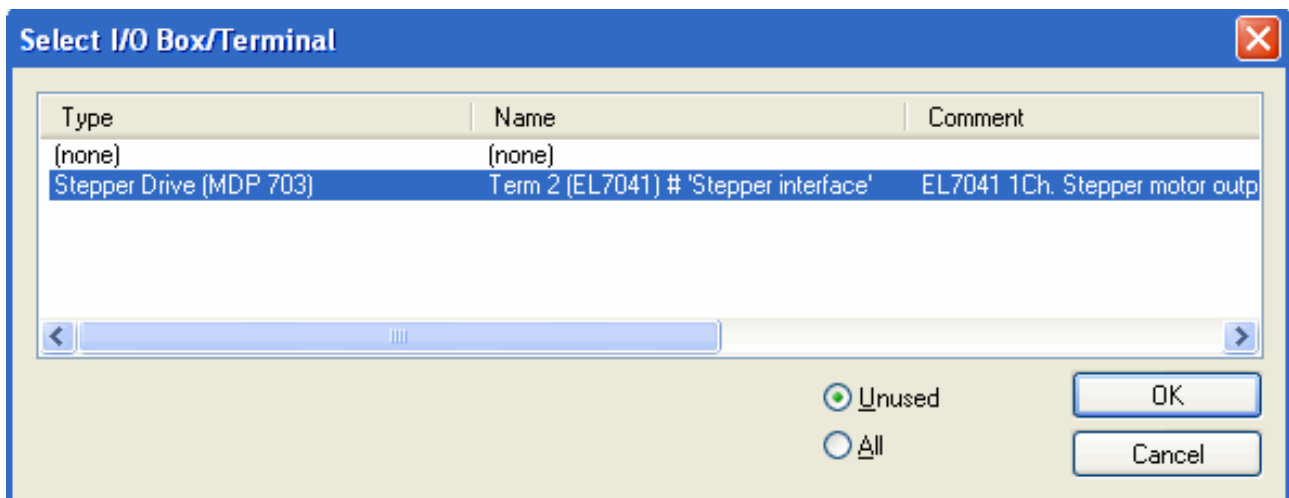 Select I/O Box/Terminal
Type Name Comment
(none) (none)
Stepper Drive (MDP 703) Term 2 (EL7041) # 'Stepper interface' EL7041 1Ch. Stepper motor outp
Unused OK
All Cancel